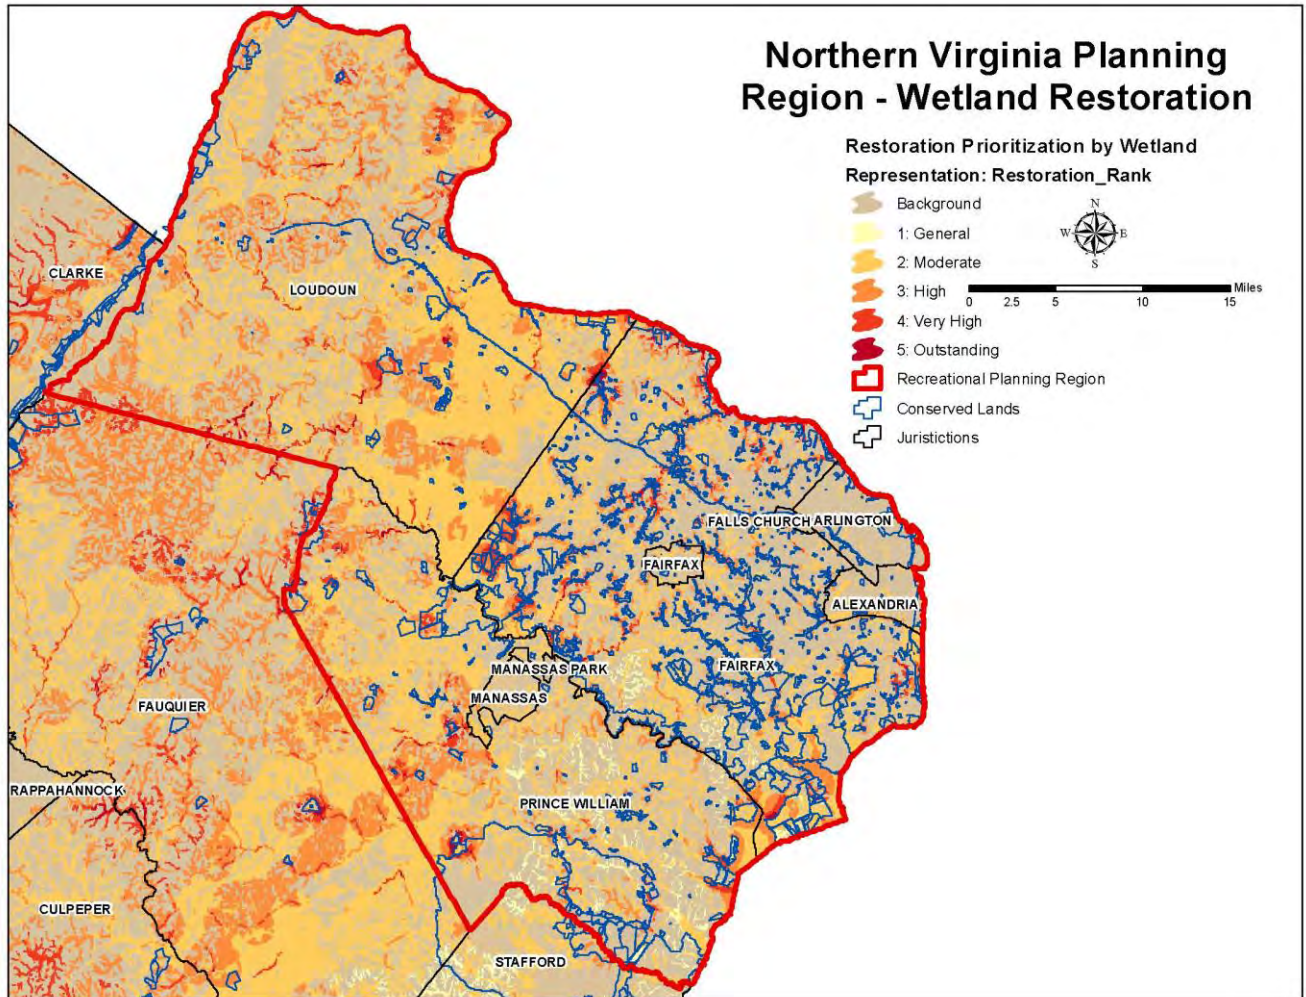 Northern Virginia Planning
Region - Wetland Restoration
Restoration Prioritization by Wetland
Representation: Restoration_Rank
Background
1: General
2: Moderate
3: High
4: Very High
5: Outstanding
Recreational Planning Region
Conserved Lands
Juristictions
N
W E
S
Miles
0 2.5 5 10 15
CLARKE
LOUDOUN
FALLS CHURCH ARLINGTON
FAIRFAX
ALEXANDRIA
MANASSAS PARK
FAIRFAX
MANASSAS
FAUQUIER
RAPPAHANNOCK
PRINCE WILLIAM
CULPEPER
STAFFORD